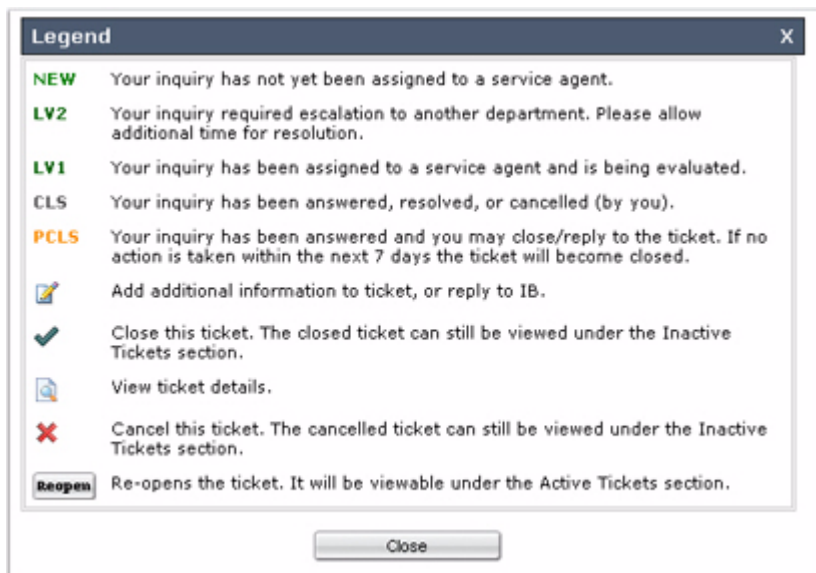 Legend X
NEW Your inquiry has not yet been assigned to a service agent.
LV2 Your inquiry required escalation to another department. Please allow
additional time for resolution.
LV1 Your inquiry has been assigned to a service agent and is being evaluated.
CLS Your inquiry has been answered, resolved, or cancelled (by you).
PCLS Your inquiry has been answered and you may close/reply to the ticket. If no
action is taken within the next 7 days the ticket will become closed.
Add additional information to ticket, or reply to IB.
Close this ticket. The closed ticket can still be viewed under the Inactive
Tickets section.
View ticket details.
Cancel this ticket. The cancelled ticket can still be viewed under the Inactive
Tickets section.
Reopen Re-opens the ticket. It will be viewable under the Active Tickets section.
Close